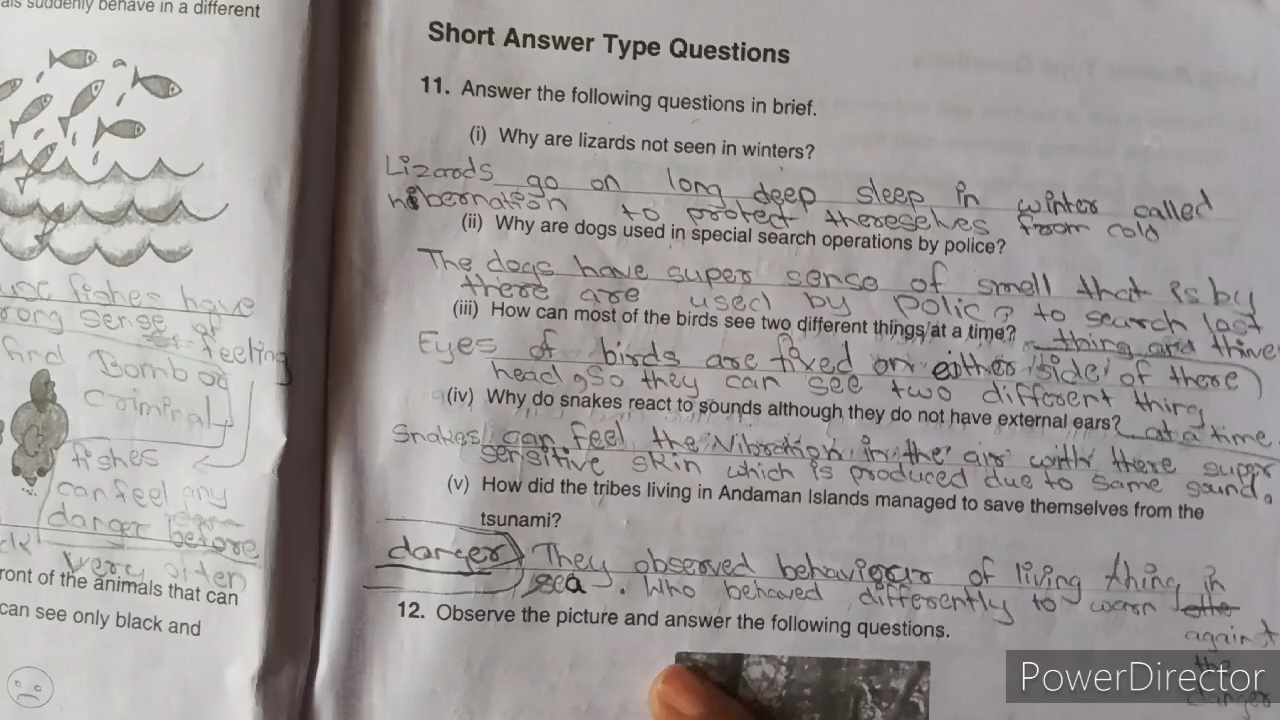 als suddenly behave in a different
fishes have
sense of
feeling
find Bomb or
criminal
fishes
can feel any
danger before
very often
ront of the animals that can
can see only black and
Short Answer Type Questions
11. Answer the following questions in brief.
(i) Why are lizards not seen in winters?
Lizards go on long deep sleep in winter called
hibernation to protect thereselves from cold
(ii) Why are dogs used in special search operations by police?
The dogs have super sense of smell that is by
there are used by police to search lost
(iii) How can most of the birds see two different things at a time? thing and thive
Eyes of birds are fixed on either side of there
head, so they can see two different thing
(iv) Why do snakes react to sounds although they do not have external ears? at a time.
Snakes can feel the Vibration in the air with there super
sensitive skin which is produced due to same sound.
(v) How did the tribes living in Andaman Islands managed to save themselves from the
tsunami?
danger They observed behaviour of living thing in
sea. Who behaved differently to warn the
against
the
danger
12. Observe the picture and answer the following questions.
PowerDirector